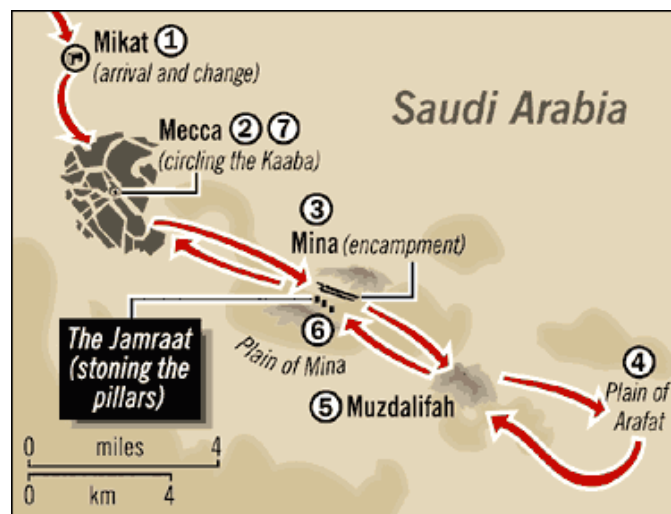 Mikat 1
(arrival and change)
Saudi Arabia
Mecca 2 7
(circling the Kaaba)
3
Mina (encampment)
The Jamraat
(stoning the
pillars)
6
Plain of Mina
4
Plain of
Arafat
5 Muzdalifah
0 miles 4
0 km 4